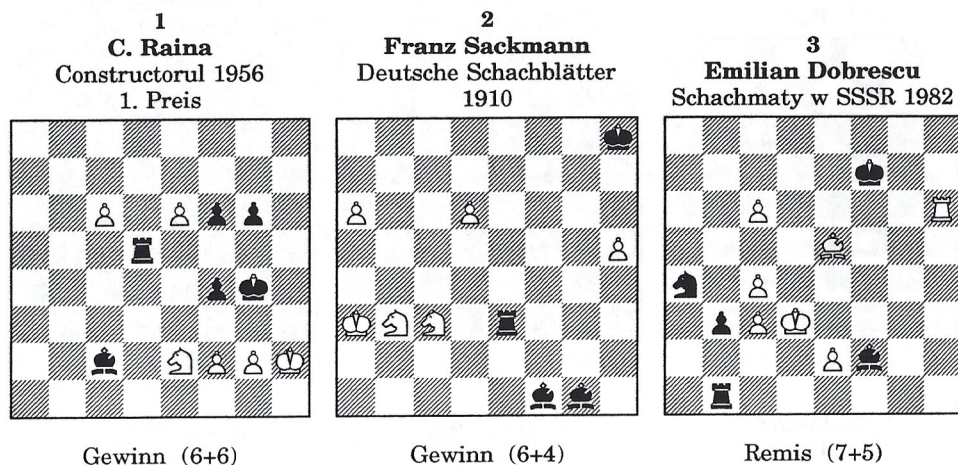 1
C. Raina
Constructorul 1956
1. Preis
Gewinn (6+6)
2
Franz Sackmann
Deutsche Schachblätter
1910
Gewinn (6+4)
3
Emilian Dobrescu
Schachmaty w SSSR 1982
Remis (7+5)